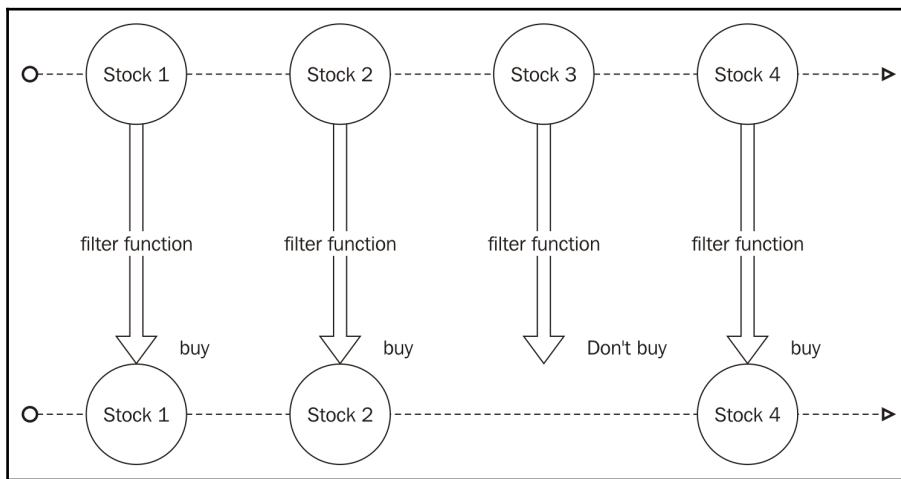 Stock 1
Stock 2
Stock 3
Stock 4
filter function
filter function
filter function
filter function
buy
buy
Don't buy
buy
Stock 1
Stock 2
Stock 4